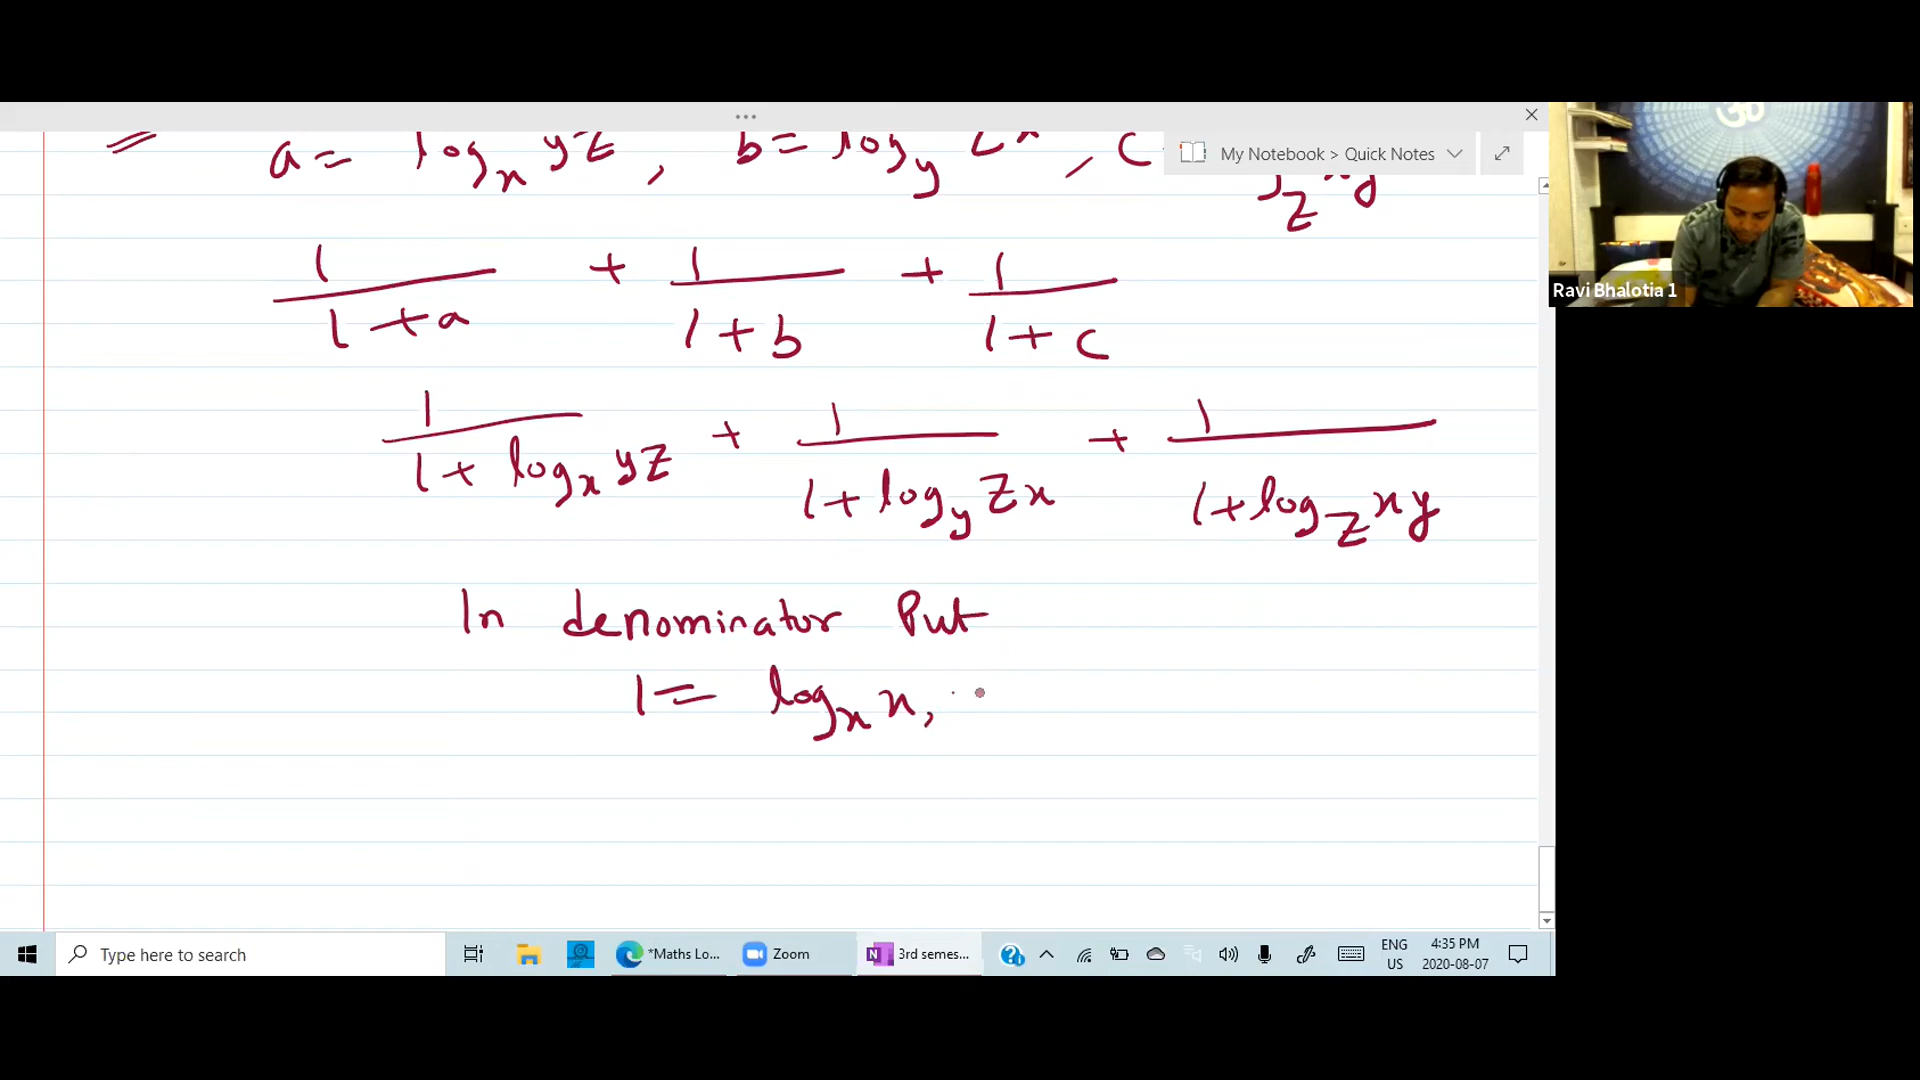 a = log_x yz, b = log_y zx, c
z xy
My Notebook > Quick Notes
1/(1+a) + 1/(1+b) + 1/(1+c)
1/(1+log_x yz) + 1/(1+log_y zx) + 1/(1+log_z xy)
In denominator Put
1 = log_x x,
Ravi Bhalotia 1
Type here to search
*Maths Lo...
Zoom
3rd semes...
ENG
US
4:35 PM
2020-08-07